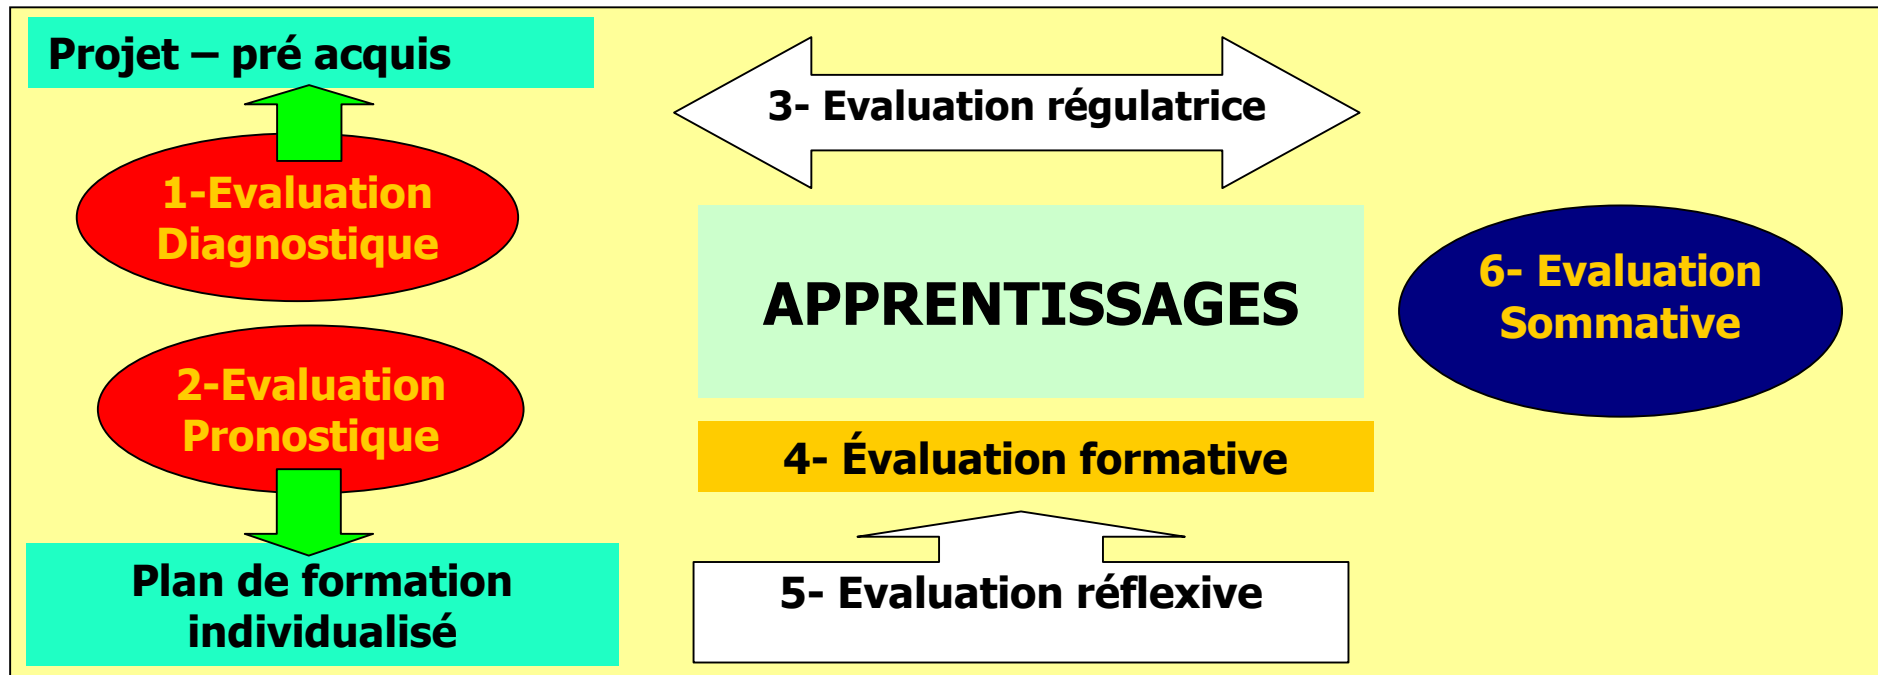 Projet – pré acquis
1-Evaluation
Diagnostique
2-Evaluation
Pronostique
Plan de formation
individualisé
3- Evaluation régulatrice
APPRENTISSAGES
4- Évaluation formative
5- Evaluation réflexive
6- Evaluation
Sommative